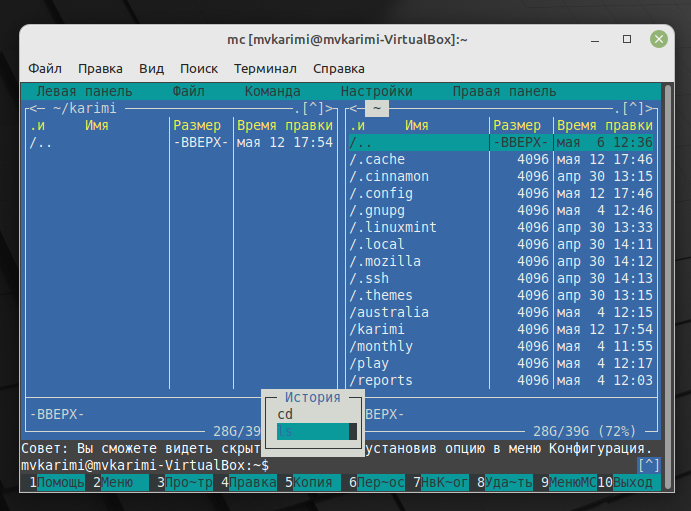 mc [mvkarimi@mvkarimi-VirtualBox]:~
Файл Правка Вид Поиск Терминал Справка
Левая панель Файл Команда Настройки Правая панель
<─ ~/karimi .[^]> <─ ~ .[^]>
.и Имя Размер Время правки .и Имя Размер Время правки
/.. -ВВЕРХ- мая 12 17:54 /.. -ВВЕРХ- мая 6 12:36
/.cache 4096 мая 12 17:46
/.cinnamon 4096 апр 30 13:15
/.config 4096 мая 12 17:46
/.gnupg 4096 мая 4 12:46
/.linuxmint 4096 апр 30 13:33
/.local 4096 апр 30 14:11
/.mozilla 4096 апр 30 14:12
/.ssh 4096 апр 30 14:13
/.themes 4096 апр 30 13:15
/australia 4096 мая 4 12:15
/karimi 4096 мая 12 17:54
/monthly 4096 мая 4 11:55
/play 4096 мая 4 12:17
/reports 4096 мая 4 12:03
История
-ВВЕРХ- cd ВЕРХ-
28G/39 ls 28G/39G (72%)
Совет: Вы сможете видеть скрыт установив опцию в меню Конфигурация.
mvkarimi@mvkarimi-VirtualBox:~$ [^]
1Помощь 2Меню 3Про~тр 4Правка 5Копия 6Пер~ос 7НвК~ог 8Уда~ть 9МенюМС 10Выход